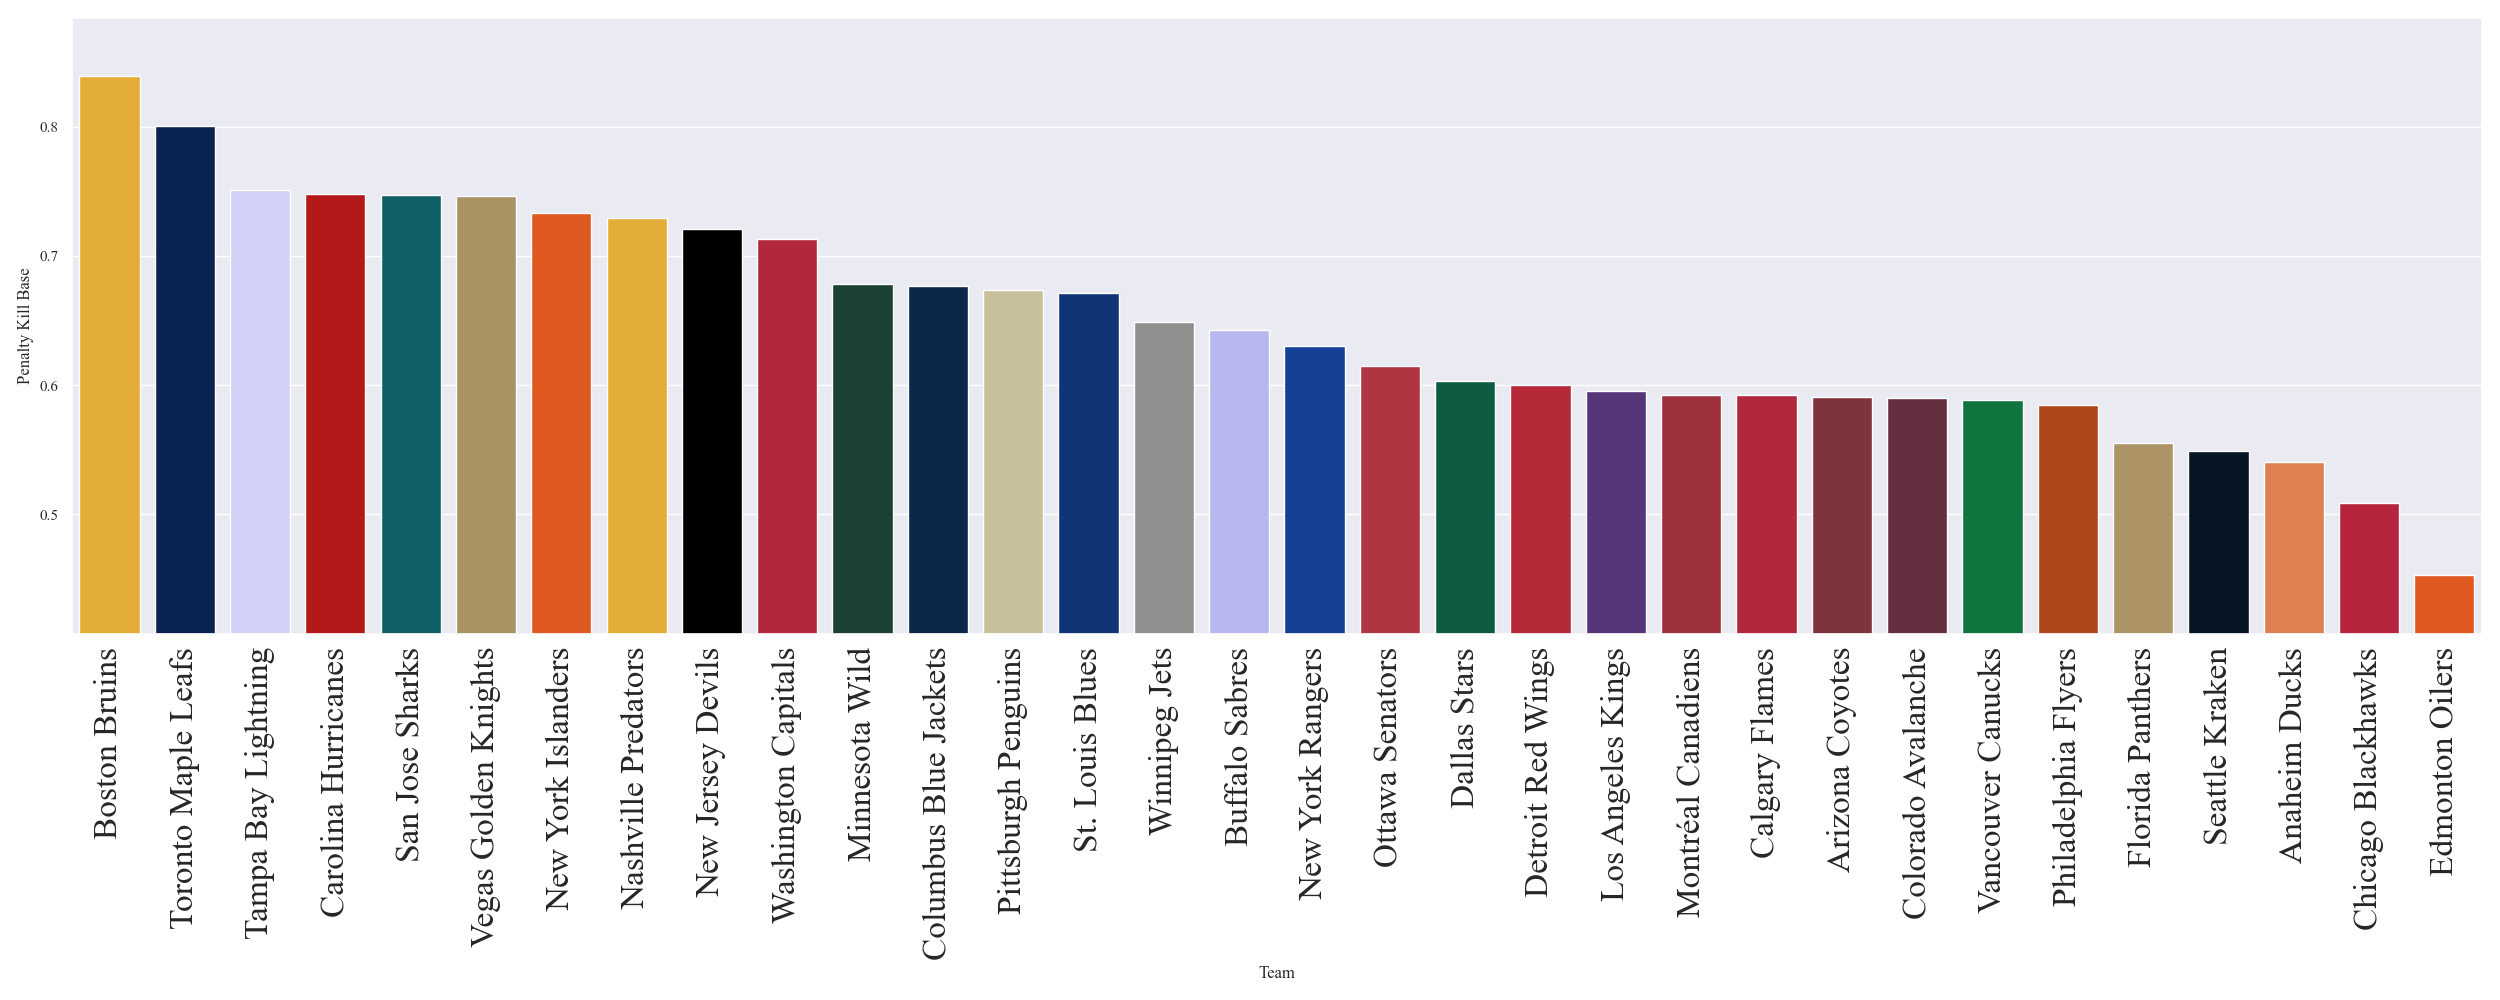 0.8
0.7
0.6
0.5
Penalty Kill Base
Boston Bruins
Toronto Maple Leafs
Tampa Bay Lightning
Carolina Hurricanes
San Jose Sharks
Vegas Golden Knights
New York Islanders
Nashville Predators
New Jersey Devils
Washington Capitals
Minnesota Wild
Columbus Blue Jackets
Pittsburgh Penguins
St. Louis Blues
Winnipeg Jets
Buffalo Sabres
New York Rangers
Ottawa Senators
Dallas Stars
Detroit Red Wings
Los Angeles Kings
Montréal Canadiens
Calgary Flames
Arizona Coyotes
Colorado Avalanche
Vancouver Canucks
Philadelphia Flyers
Florida Panthers
Seattle Kraken
Anaheim Ducks
Chicago Blackhawks
Edmonton Oilers
Team